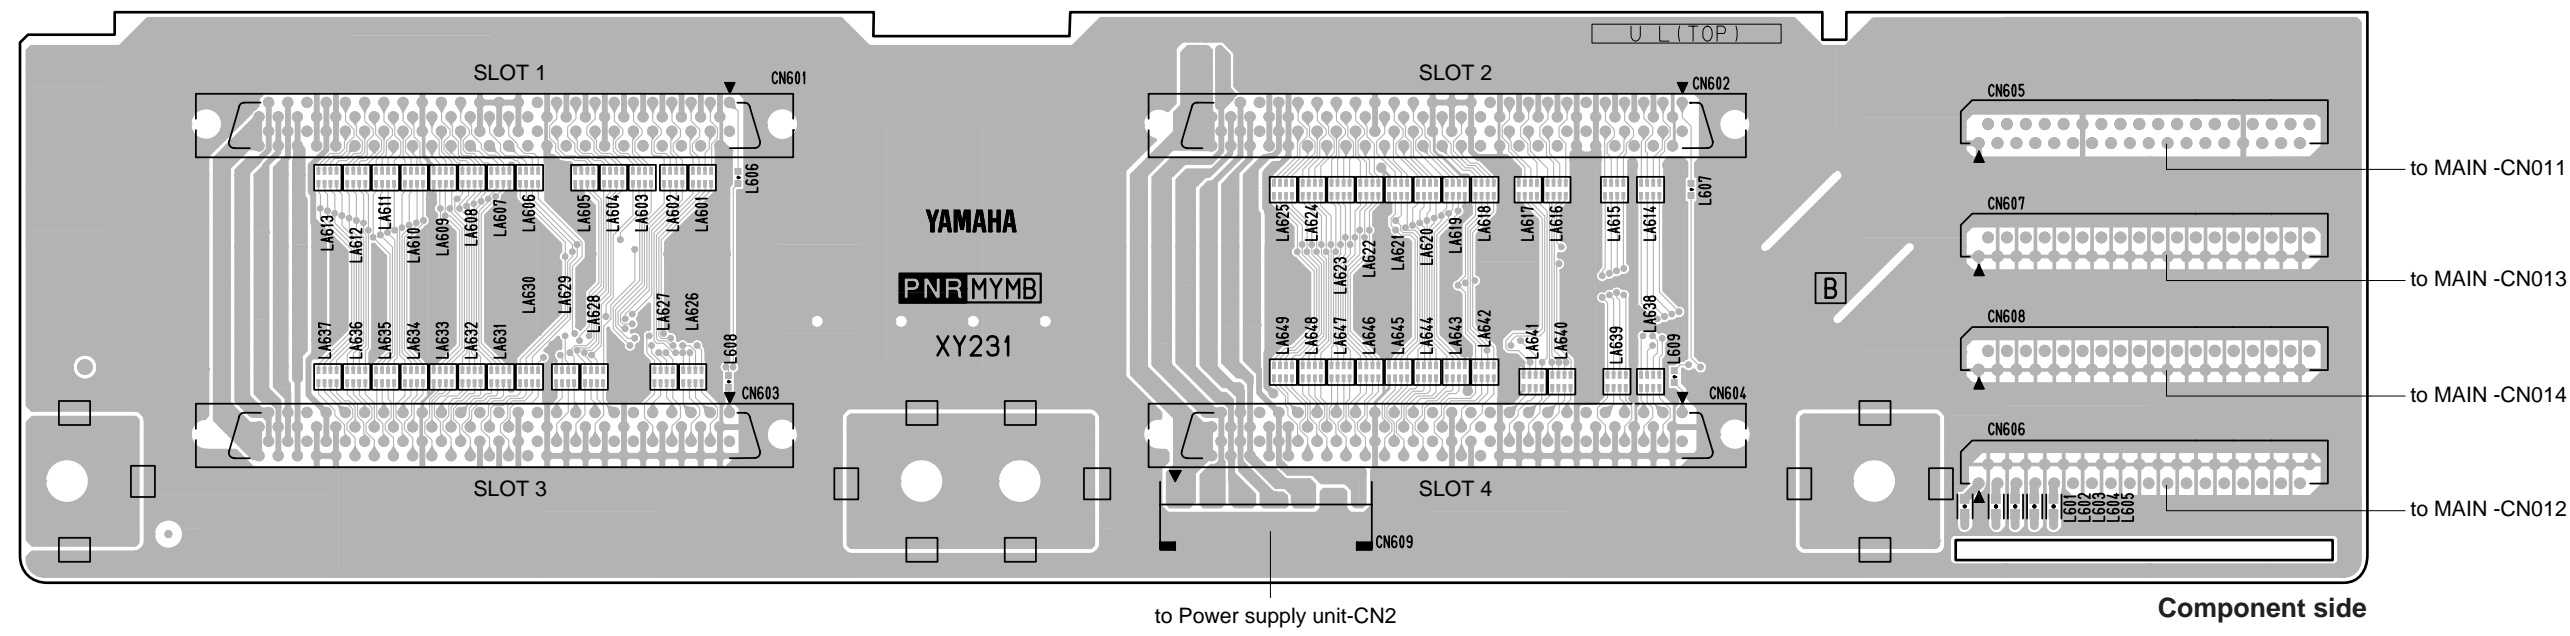 U L(TOP)
SLOT 1
CN601
SLOT 2
CN602
CN605
to MAIN -CN011
L606
L607
LA613
LA612
LA611
LA610
LA609
LA608
LA607
LA606
LA605
LA604
LA603
LA602
LA601
LA625
LA624
LA623
LA622
LA621
LA620
LA619
LA618
LA617
LA616
LA615
LA614
YAMAHA
CN607
to MAIN -CN013
PNR MYMB
B
XY231
LA637
LA636
LA635
LA634
LA633
LA632
LA631
LA630
LA629
LA628
LA627
LA626
L608
LA649
LA648
LA647
LA646
LA645
LA644
LA643
LA642
LA641
LA640
LA639
LA638
L609
CN608
to MAIN -CN014
CN603
CN604
SLOT 3
SLOT 4
CN606
to MAIN -CN012
L601
L602
L603
L604
L605
CN609
to Power supply unit-CN2
Component side